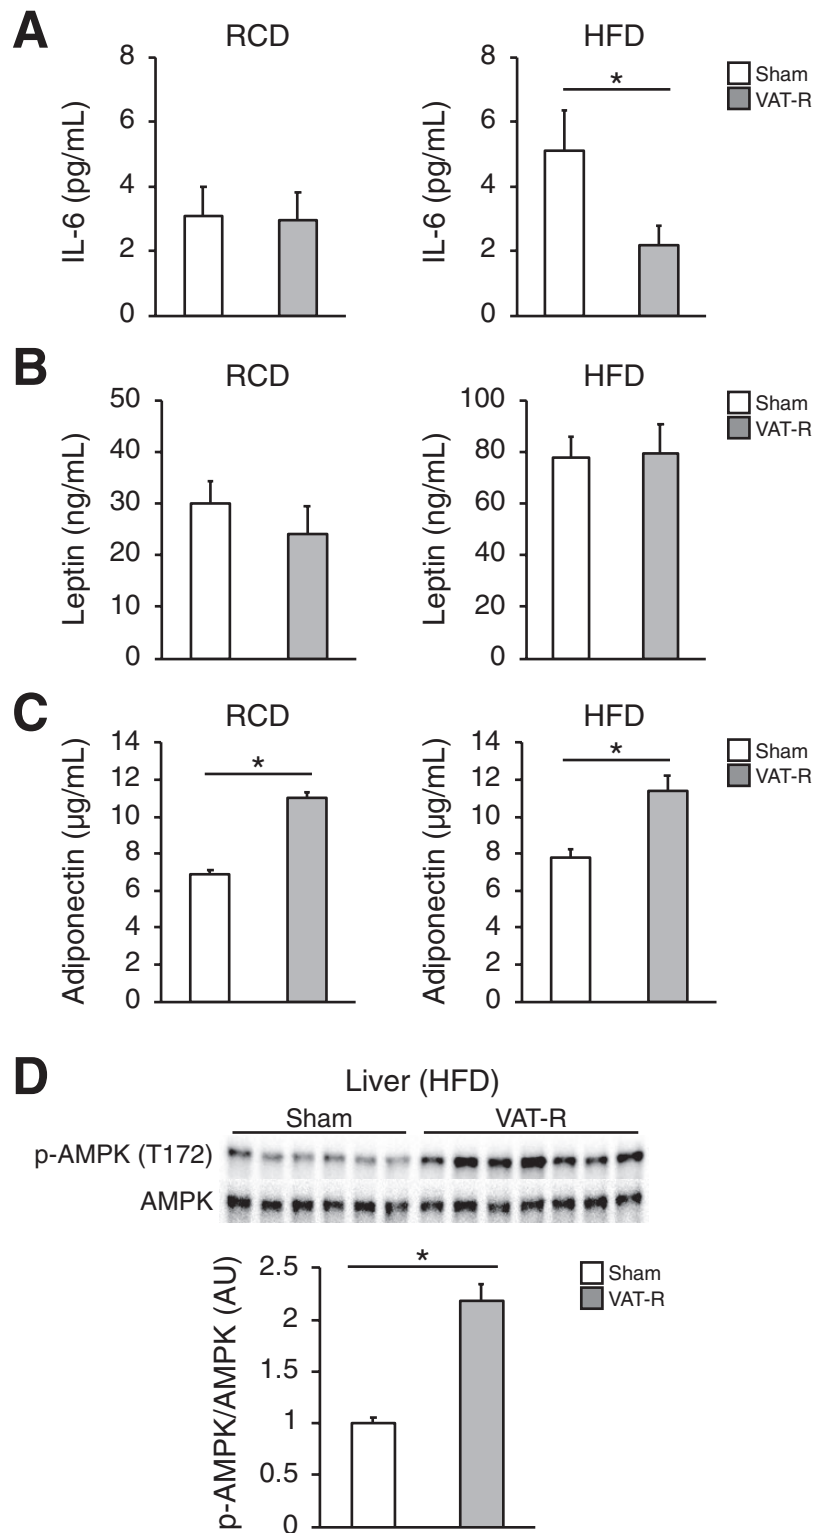 A
RCD
HFD
8
6
4
2
0
IL-6 (pg/mL)
8
6
4
2
0
IL-6 (pg/mL)
*
Sham
VAT-R
B
RCD
HFD
50
40
30
20
10
0
Leptin (ng/mL)
100
80
60
40
20
0
Leptin (ng/mL)
Sham
VAT-R
C
RCD
HFD
14
12
10
8
6
4
2
0
Adiponectin (µg/mL)
*
14
12
10
8
6
4
2
0
Adiponectin (µg/mL)
*
Sham
VAT-R
D
Liver (HFD)
Sham VAT-R
p-AMPK (T172)
AMPK
2.5
2
1.5
1
0.5
0
p-AMPK/AMPK (AU)
*
Sham
VAT-R